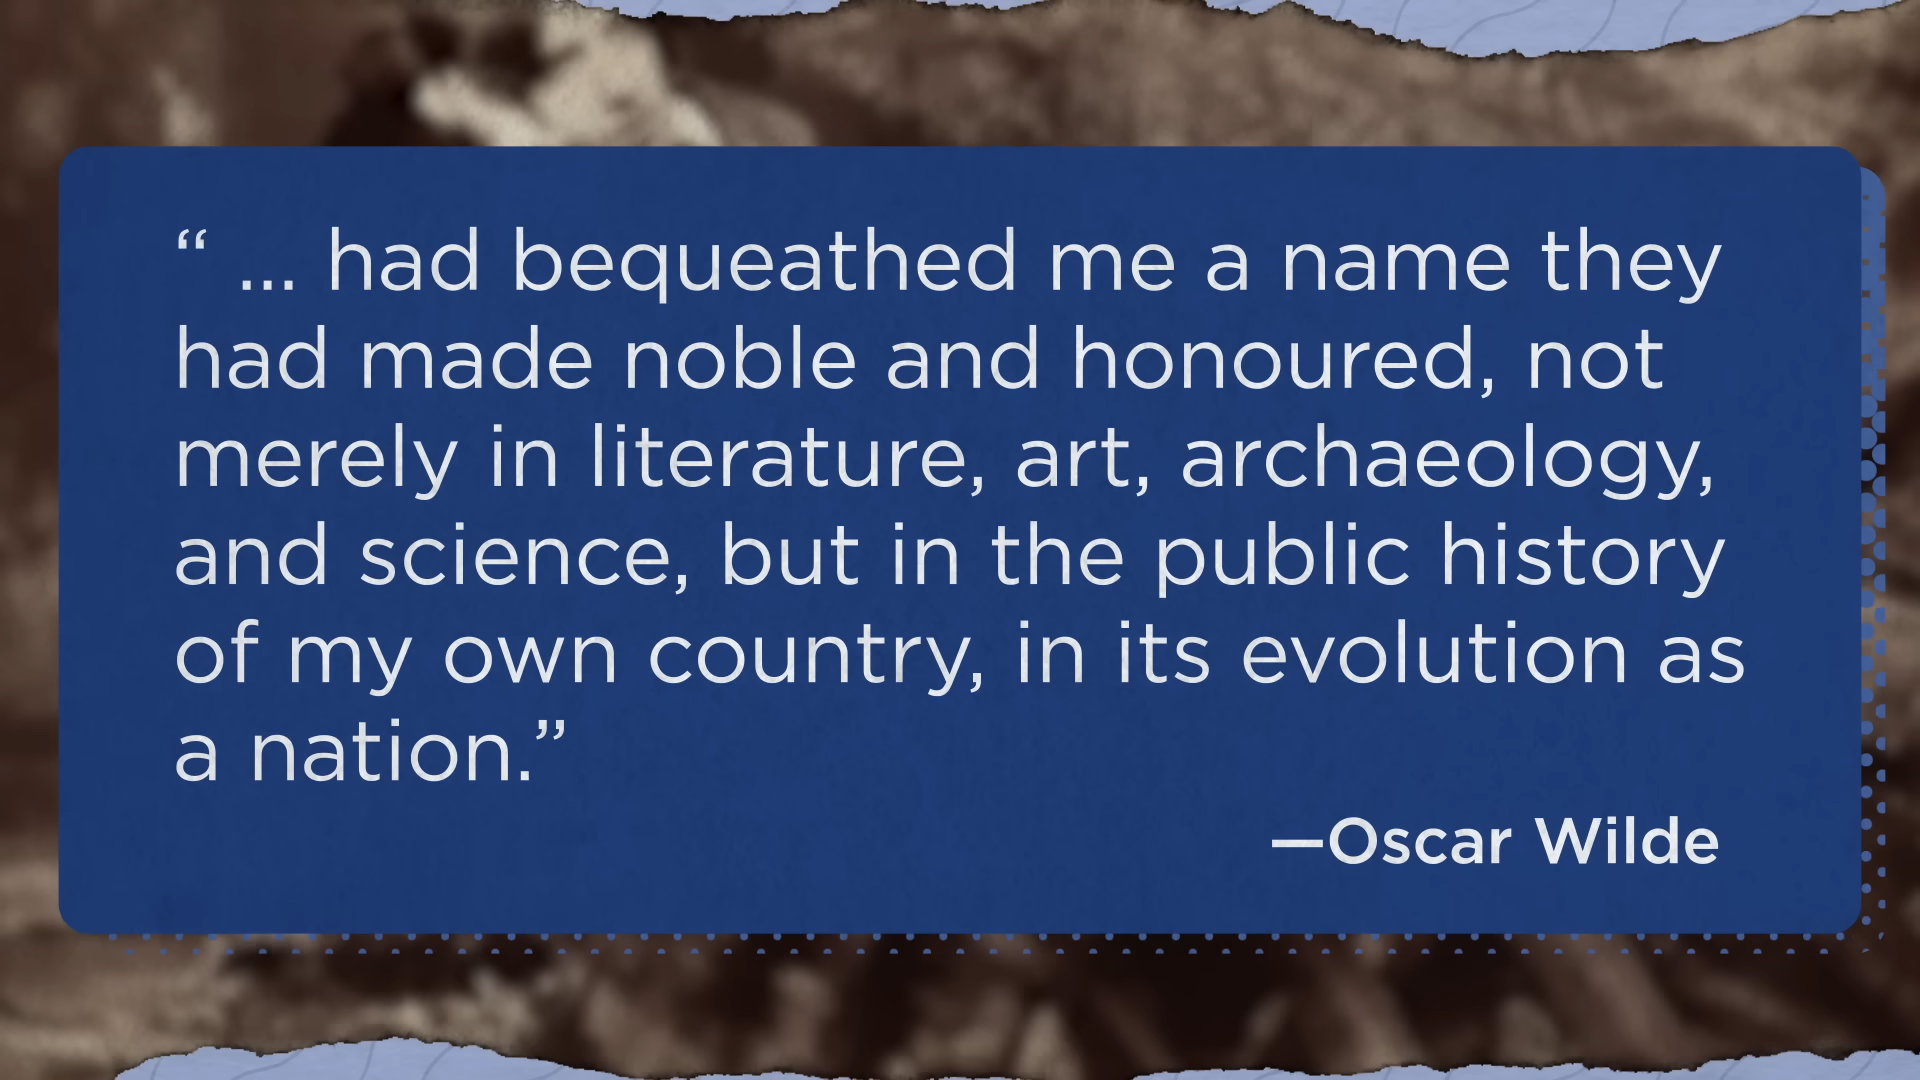 “ ... had bequeathed me a name they
had made noble and honoured, not
merely in literature, art, archaeology,
and science, but in the public history
of my own country, in its evolution as
a nation.”
—Oscar Wilde